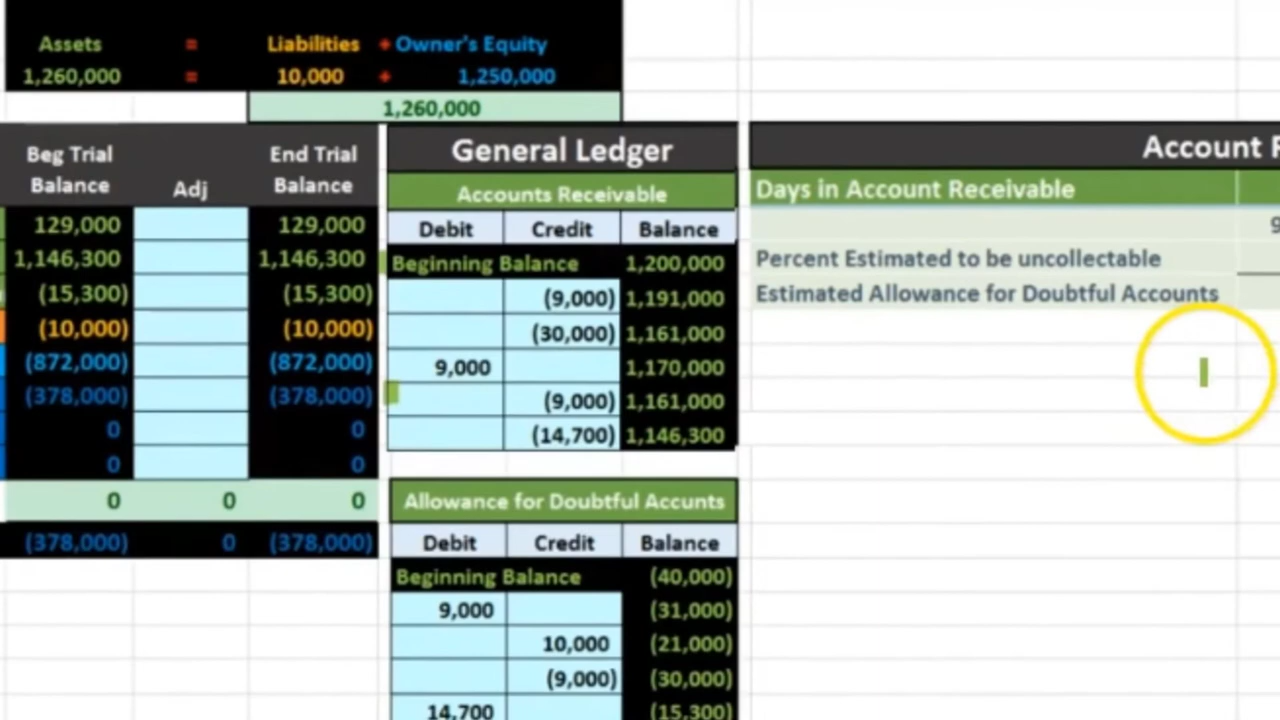 Assets = Liabilities + Owner's Equity
1,260,000 = 10,000 + 1,250,000
1,260,000
Beg Trial Balance Adj End Trial Balance
129,000 129,000
1,146,300 1,146,300
(15,300) (15,300)
(10,000) (10,000)
(872,000) (872,000)
(378,000) (378,000)
0 0
0 0
0 0 0
(378,000) 0 (378,000)
General Ledger
Accounts Receivable
Debit Credit Balance
Beginning Balance 1,200,000
(9,000) 1,191,000
(30,000) 1,161,000
9,000 1,170,000
(9,000) 1,161,000
(14,700) 1,146,300
Allowance for Doubtful Accunts
Debit Credit Balance
Beginning Balance (40,000)
9,000 (31,000)
10,000 (21,000)
(9,000) (30,000)
14,700 (15,300)
Account
Days in Account Receivable
Percent Estimated to be uncollectable
Estimated Allowance for Doubtful Accounts